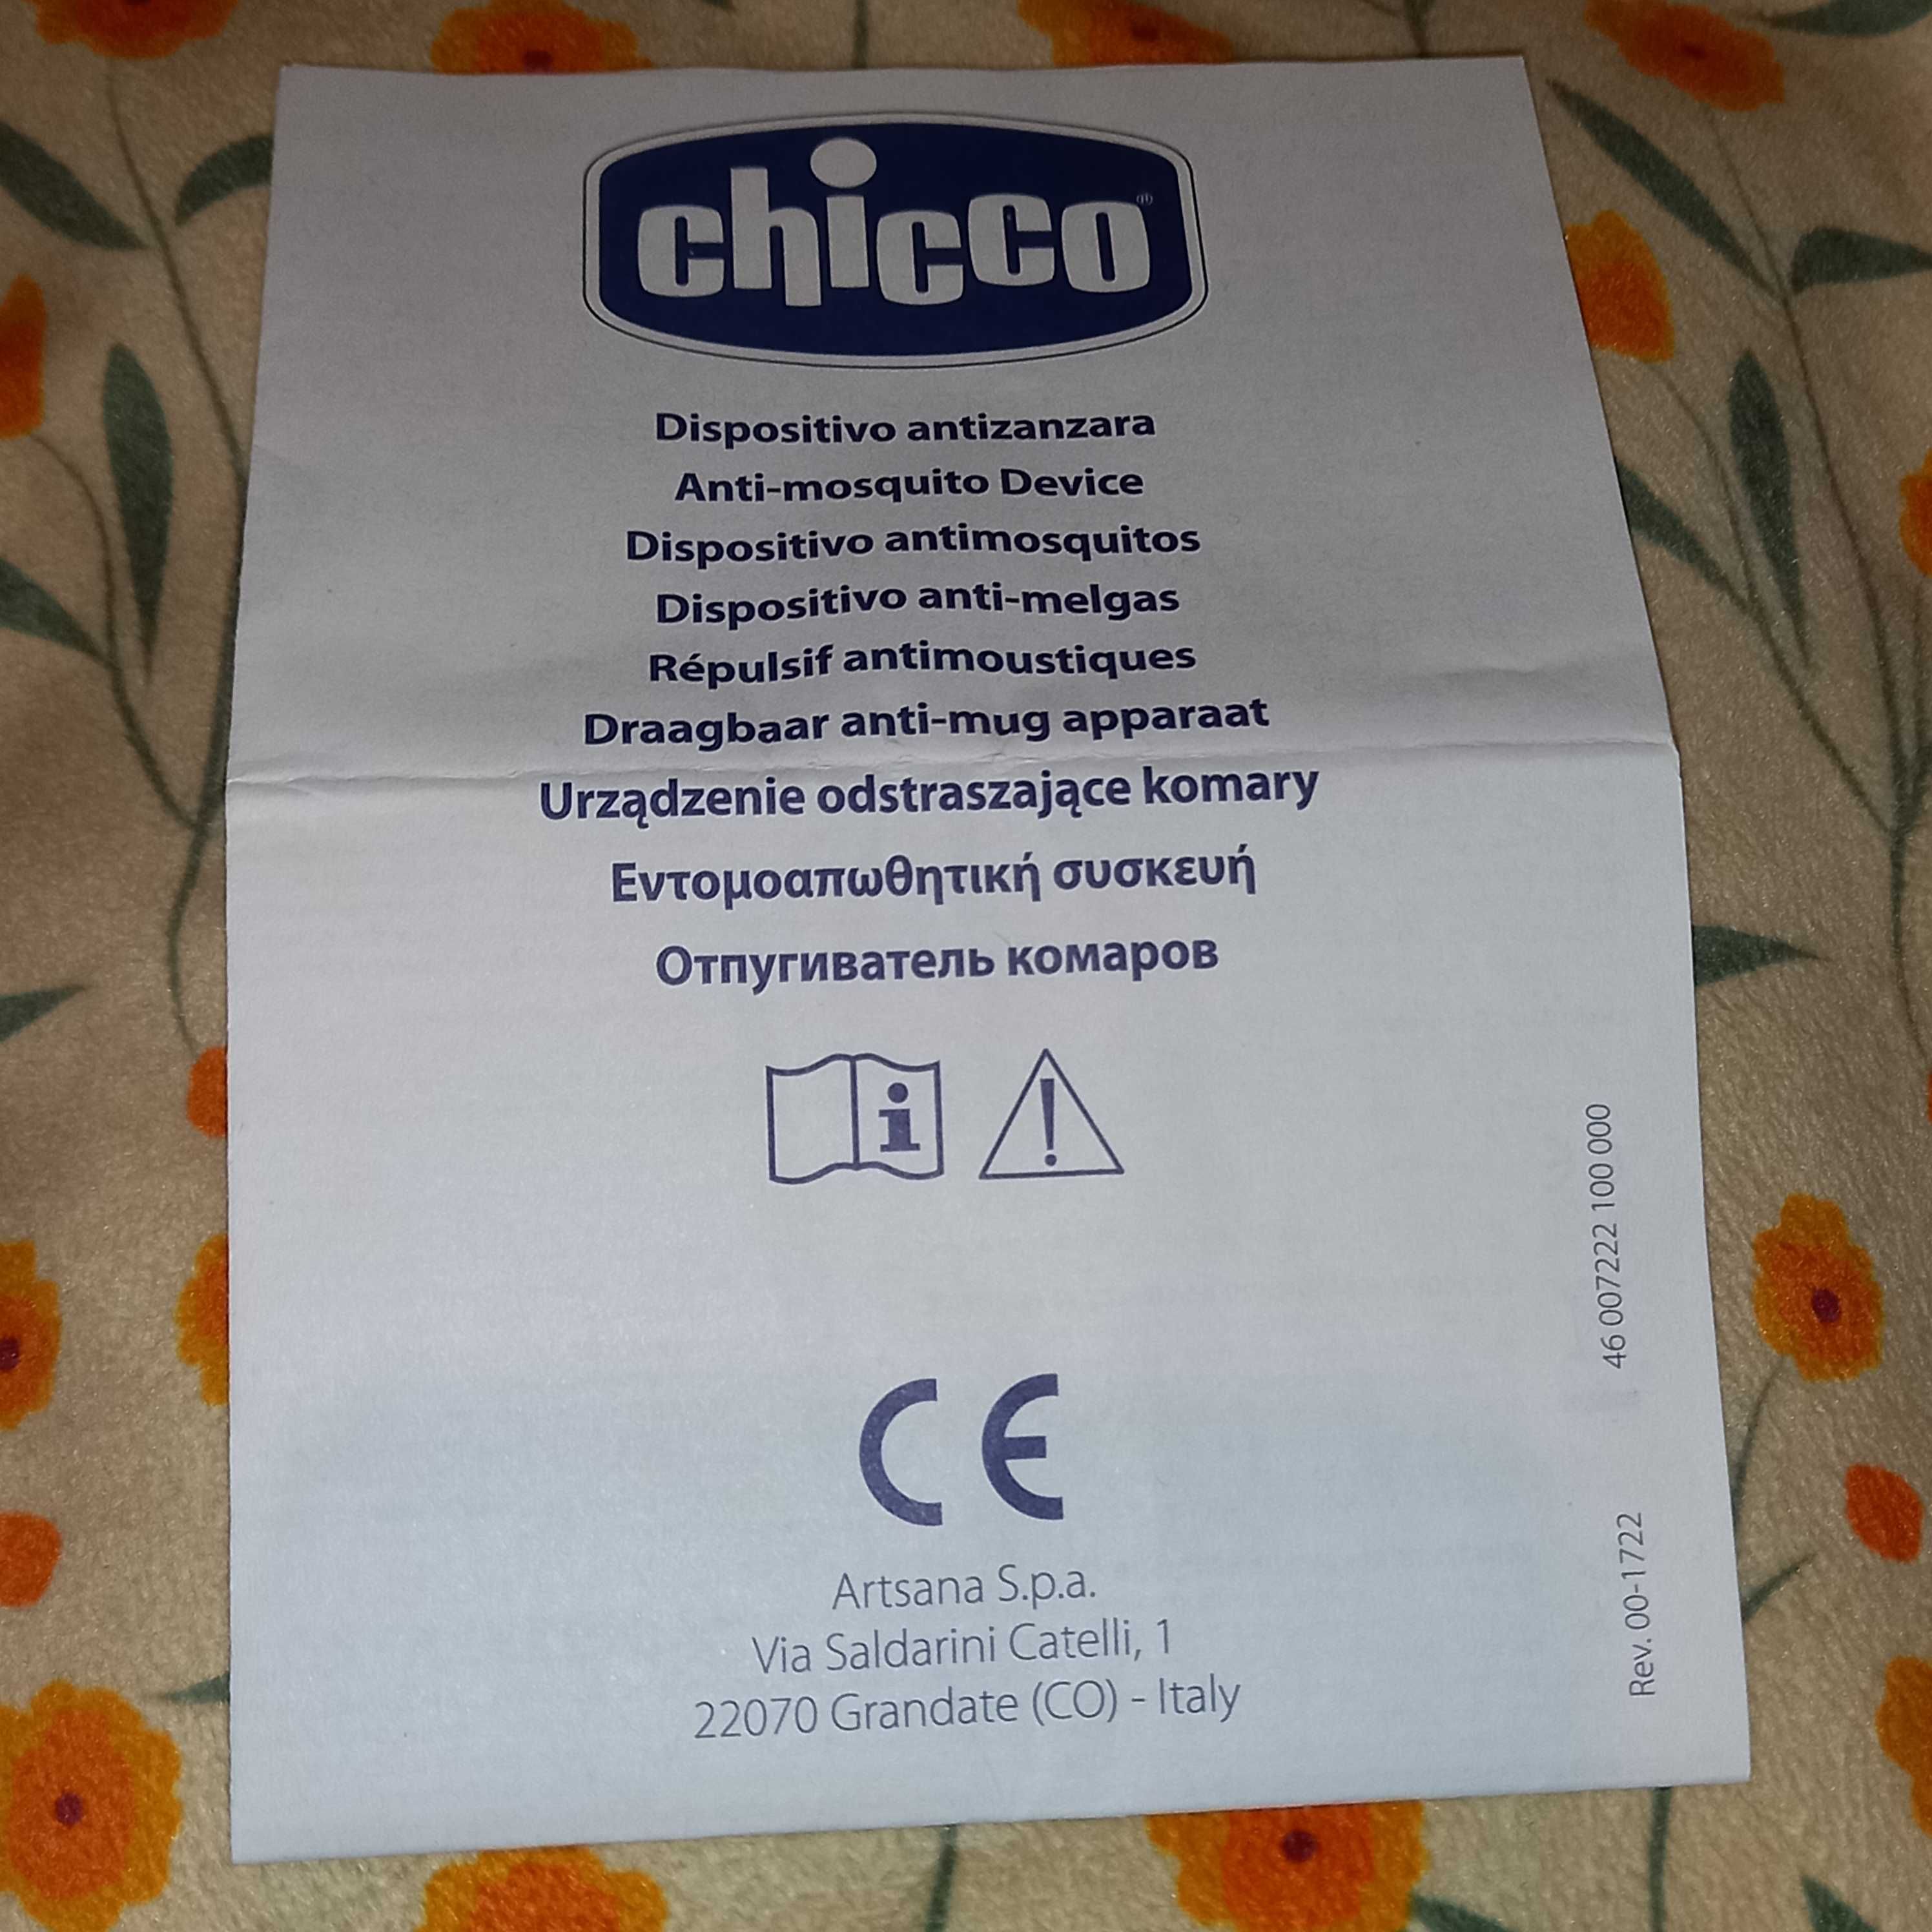 chicco®
Dispositivo antizanzara
Anti-mosquito Device
Dispositivo antimosquitos
Dispositivo anti-melgas
Répulsif antimoustiques
Draagbaar anti-mug apparaat
Urządzenie odstraszające komary
Εντομοαπωθητική συσκευή
Отпугиватель комаров
i !
CE
Artsana S.p.a.
Via Saldarini Catelli, 1
22070 Grandate (CO) - Italy
46 007222 100 000
Rev. 00-1722